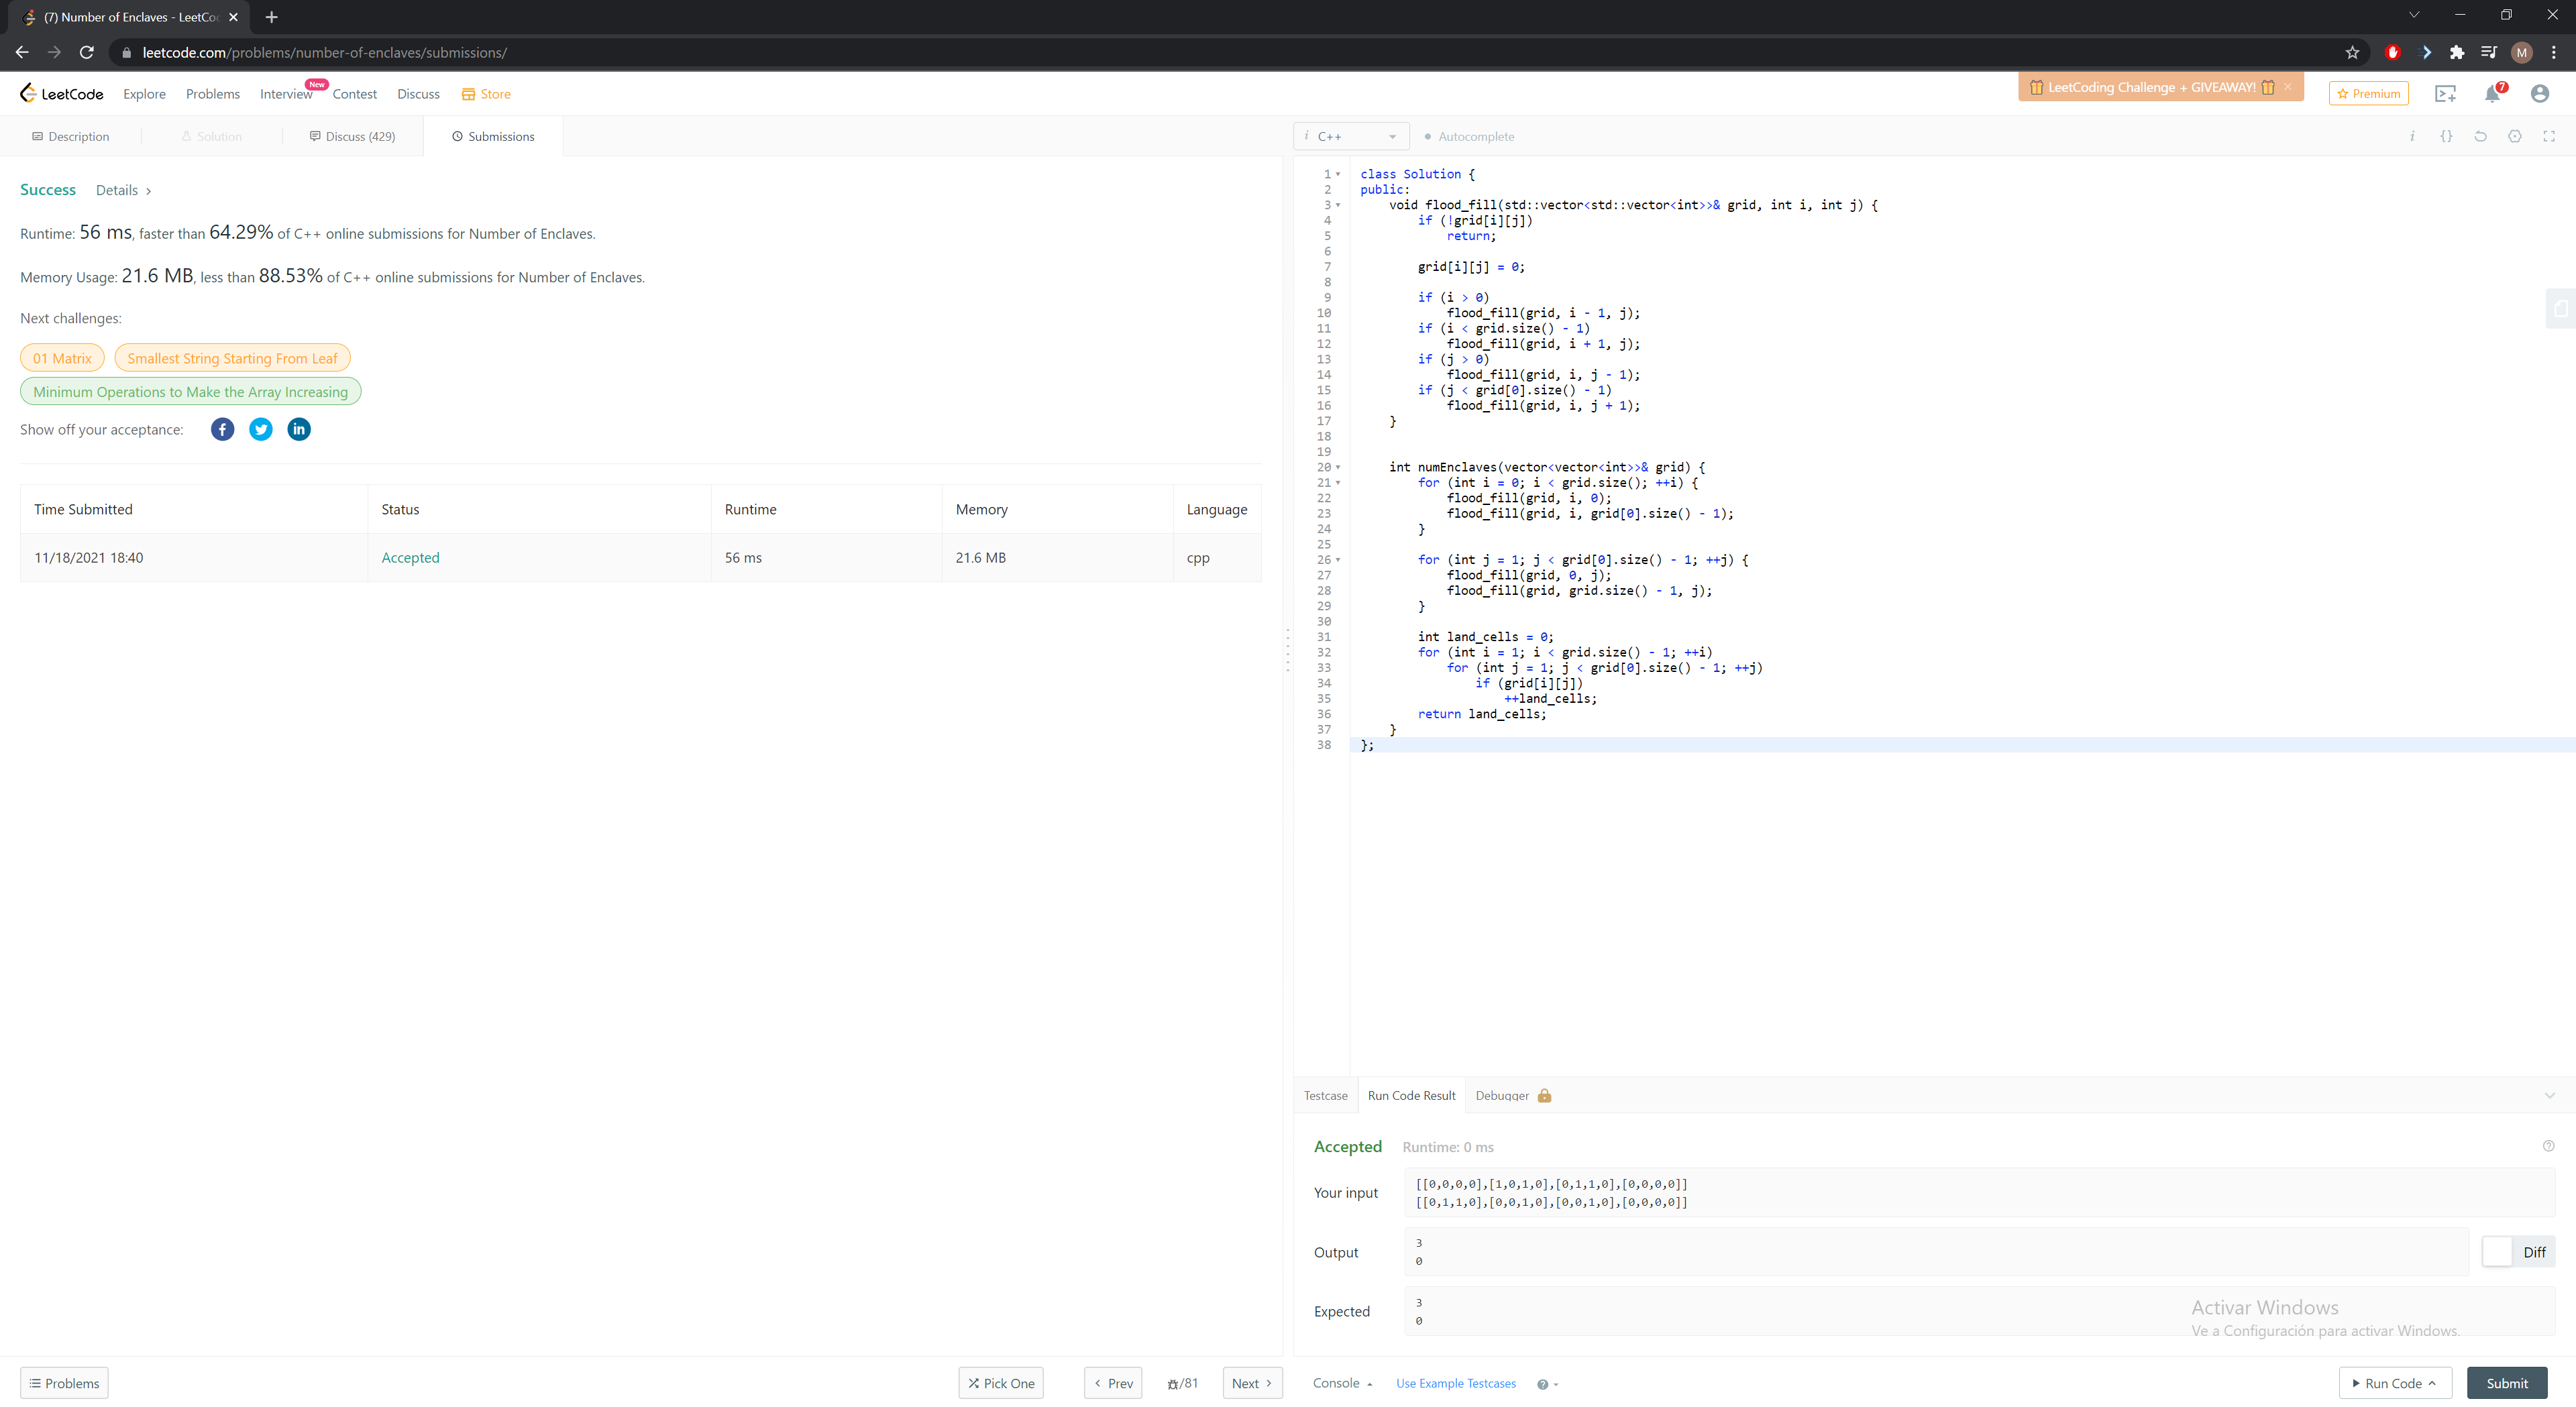 (7) Number of Enclaves - LeetCo
leetcode.com/problems/number-of-enclaves/submissions/
M
LeetCode Explore Problems Interview New Contest Discuss Store
LeetCoding Challenge + GIVEAWAY! ×
Premium 7
Description Solution Discuss (429) Submissions
i C++ Autocomplete
i {}
Success Details >
Runtime: 56 ms, faster than 64.29% of C++ online submissions for Number of Enclaves.
Memory Usage: 21.6 MB, less than 88.53% of C++ online submissions for Number of Enclaves.
Next challenges:
01 Matrix Smallest String Starting From Leaf
Minimum Operations to Make the Array Increasing
Show off your acceptance: f in
Time Submitted Status Runtime Memory Language
11/18/2021 18:40 Accepted 56 ms 21.6 MB cpp
1 class Solution {
2 public:
3 void flood_fill(std::vector<std::vector<int>>& grid, int i, int j) {
4 if (!grid[i][j])
5 return;
6
7 grid[i][j] = 0;
8
9 if (i > 0)
10 flood_fill(grid, i - 1, j);
11 if (i < grid.size() - 1)
12 flood_fill(grid, i + 1, j);
13 if (j > 0)
14 flood_fill(grid, i, j - 1);
15 if (j < grid[0].size() - 1)
16 flood_fill(grid, i, j + 1);
17 }
18
19
20 int numEnclaves(vector<vector<int>>& grid) {
21 for (int i = 0; i < grid.size(); ++i) {
22 flood_fill(grid, i, 0);
23 flood_fill(grid, i, grid[0].size() - 1);
24 }
25
26 for (int j = 1; j < grid[0].size() - 1; ++j) {
27 flood_fill(grid, 0, j);
28 flood_fill(grid, grid.size() - 1, j);
29 }
30
31 int land_cells = 0;
32 for (int i = 1; i < grid.size() - 1; ++i)
33 for (int j = 1; j < grid[0].size() - 1; ++j)
34 if (grid[i][j])
35 ++land_cells;
36 return land_cells;
37 }
38 };
Testcase Run Code Result Debugger
Accepted Runtime: 0 ms
Your input
[[0,0,0,0],[1,0,1,0],[0,1,1,0],[0,0,0,0]]
[[0,1,1,0],[0,0,1,0],[0,0,1,0],[0,0,0,0]]
Output
3
0
Diff
Expected
3
0
Activar Windows
Ve a Configuración para activar Windows.
Problems Pick One < Prev /81 Next > Console Use Example Testcases ? Run Code Submit